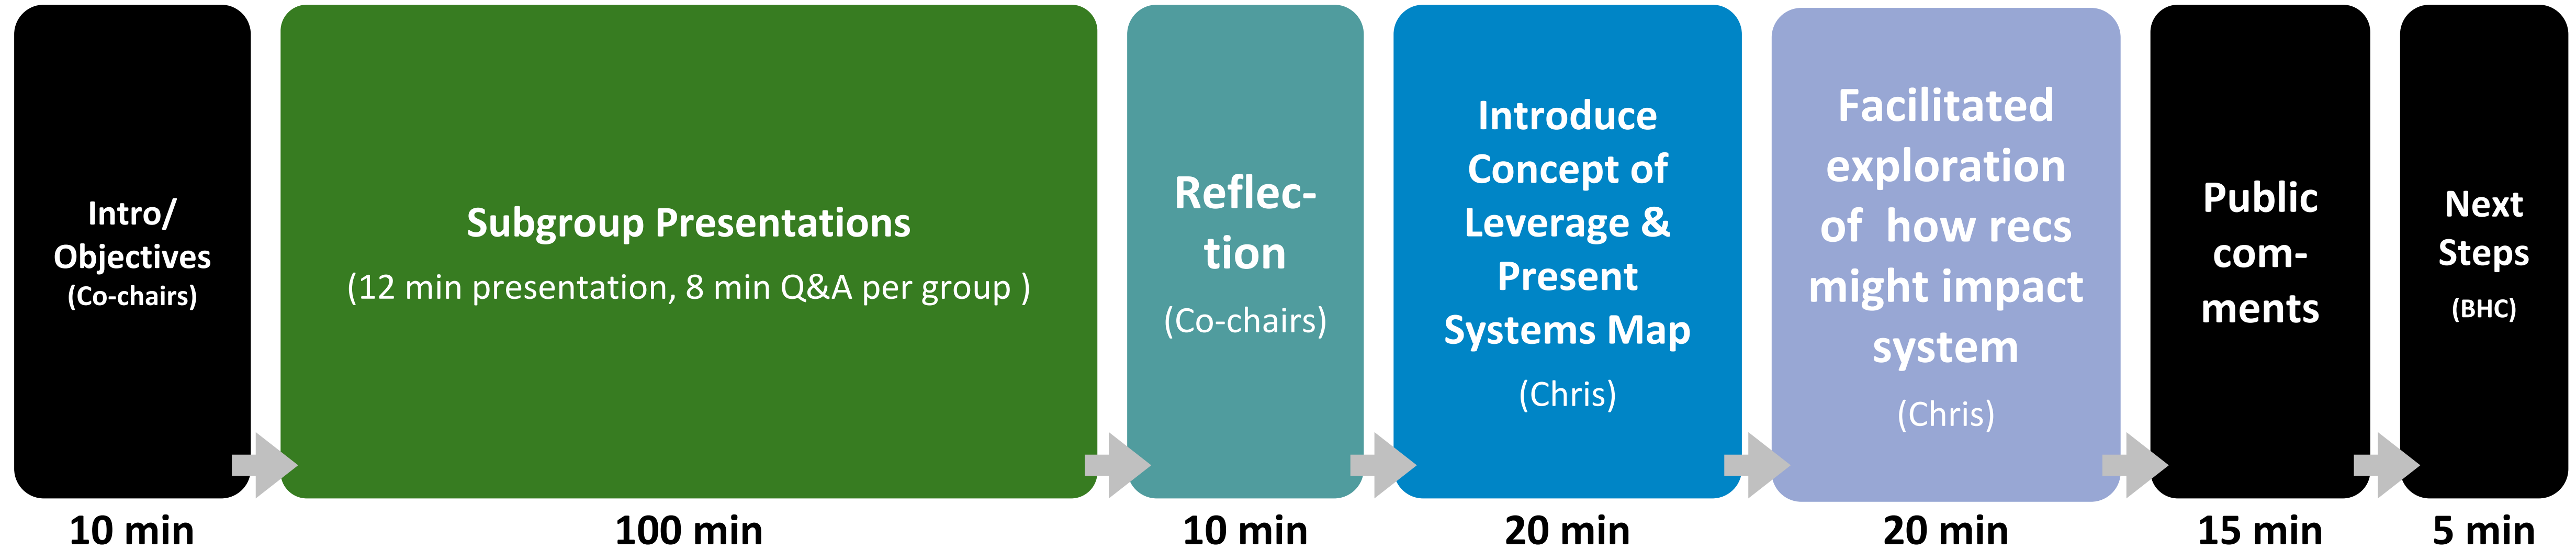 Intro/
Objectives
(Co-chairs)
10 min
Subgroup Presentations
(12 min presentation, 8 min Q&A per group )
100 min
Reflec-
tion
(Co-chairs)
10 min
Introduce
Concept of
Leverage &
Present
Systems Map
(Chris)
20 min
Facilitated
exploration
of  how recs
might impact
system
(Chris)
20 min
Public
com-
ments
15 min
Next
Steps
(BHC)
5 min